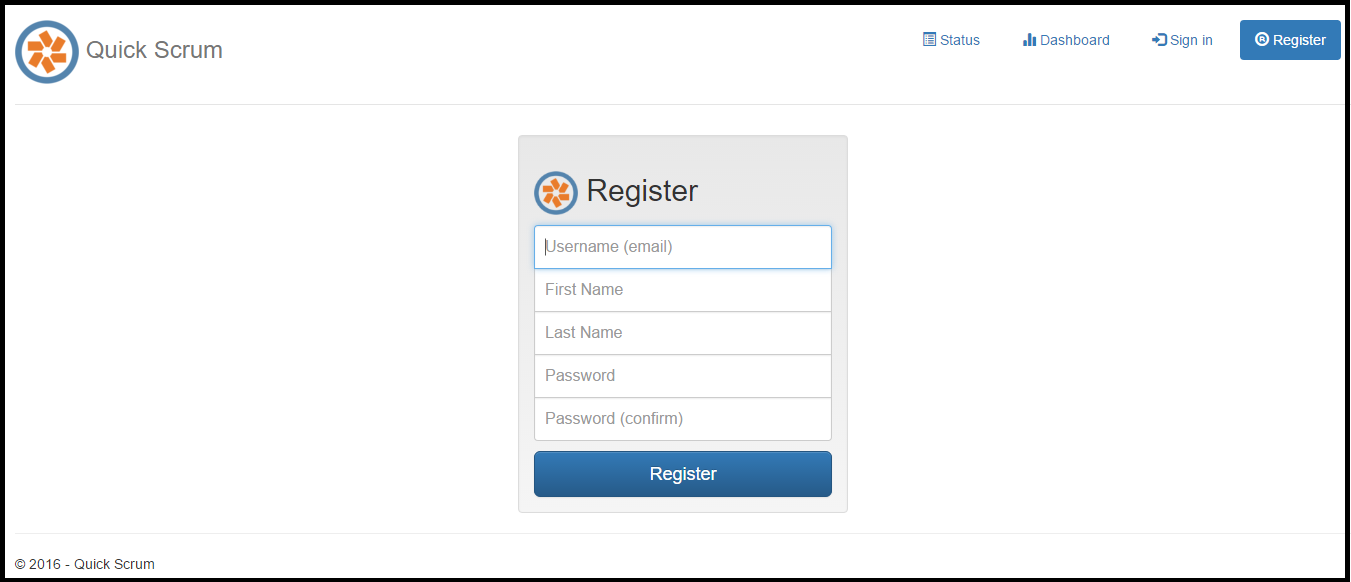 Quick Scrum
Status
Dashboard
Sign in
® Register
Register
Username (email)
First Name
Last Name
Password
Password (confirm)
Register
© 2016 - Quick Scrum